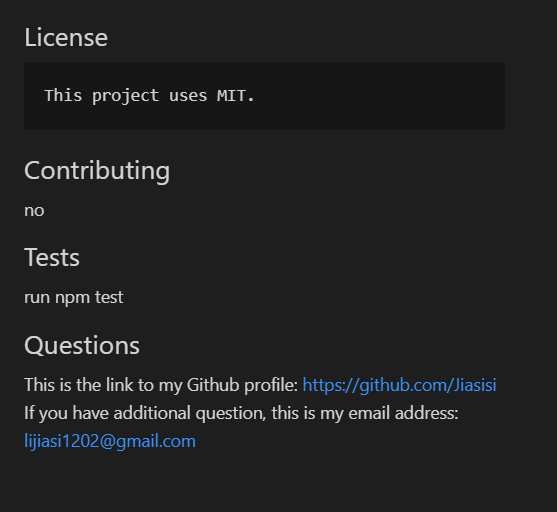 License
This project uses MIT.
Contributing
no
Tests
run npm test
Questions
This is the link to my Github profile: https://github.com/Jiasisi
If you have additional question, this is my email address:
lijiasi1202@gmail.com